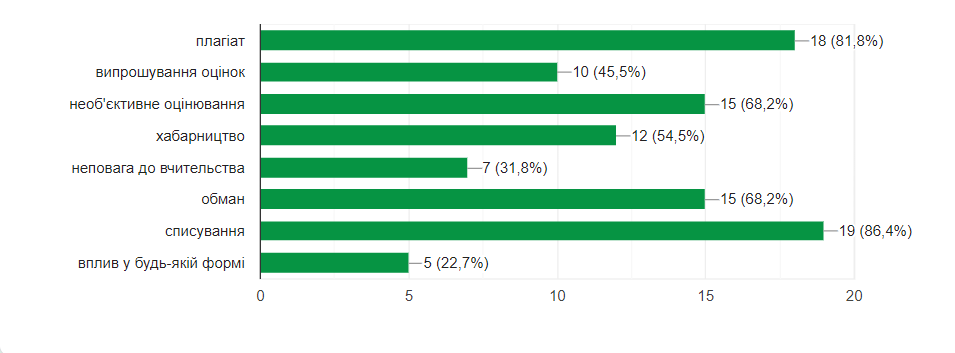 плагіат 18 (81,8%)
випрошування оцінок 10 (45,5%)
необ'єктивне оцінювання 15 (68,2%)
хабарництво 12 (54,5%)
неповага до вчительства 7 (31,8%)
обман 15 (68,2%)
списування 19 (86,4%)
вплив у будь-якій формі 5 (22,7%)
0 5 10 15 20